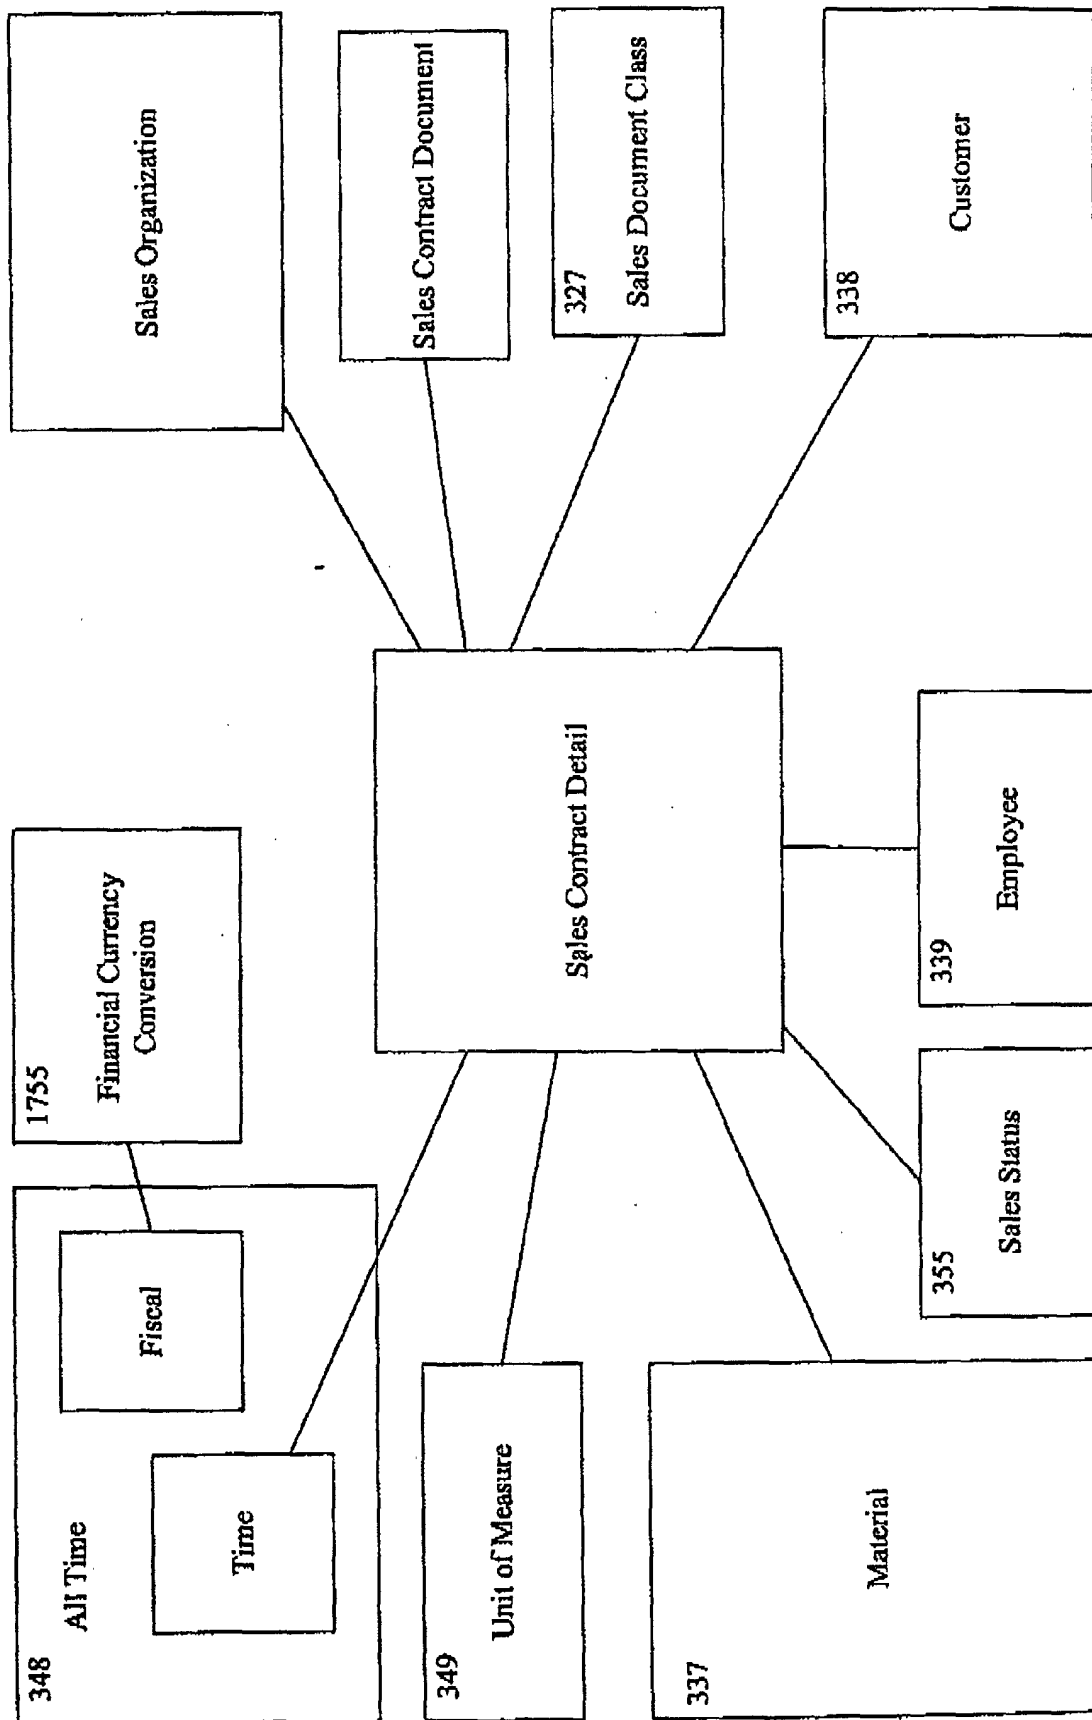 348
All Time
Fiscal
Time
1755
Financial Currency
Conversion
Sales Organization
349
Unit of Measure
Sales Contract Detail
Sales Contract Document
327
Sales Document Class
337
Material
355
Sales Status
339
Employee
338
Customer